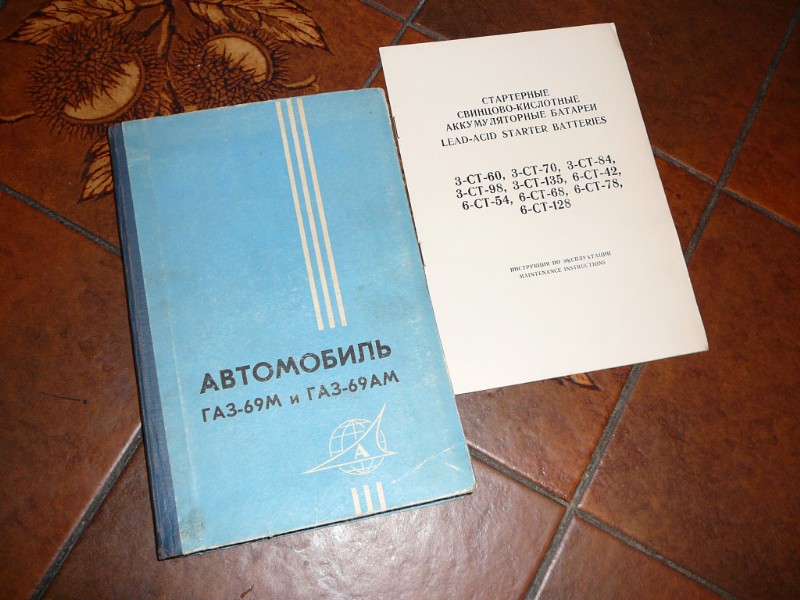 АВТОМОБИЛЬ
ГАЗ-69М и ГАЗ-69АМ
А
СТАРТЕРНЫЕ
СВИНЦОВО-КИСЛОТНЫЕ
АККУМУЛЯТОРНЫЕ БАТАРЕИ
LEAD-ACID STARTER BATTERIES
3-СТ-60, 3-СТ-70, 3-СТ-84,
3-СТ-98, 3-СТ-135, 6-СТ-42,
6-СТ-54, 6-СТ-68, 6-СТ-78,
6-СТ-128
ИНСТРУКЦИЯ ПО ЭКСПЛУАТАЦИИ
MAINTENANCE INSTRUCTIONS